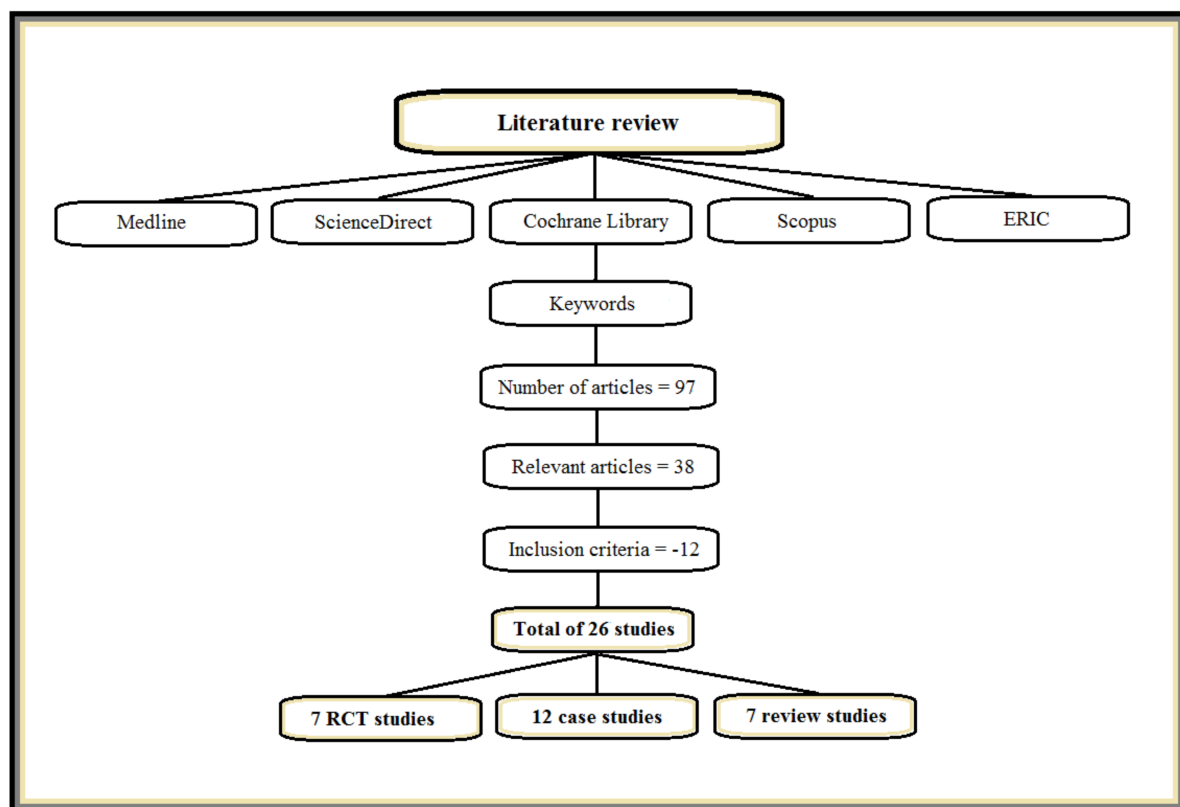 Literature review
Medline
ScienceDirect
Cochrane Library
Scopus
ERIC
Keywords
Number of articles = 97
Relevant articles = 38
Inclusion criteria = -12
Total of 26 studies
7 RCT studies
12 case studies
7 review studies